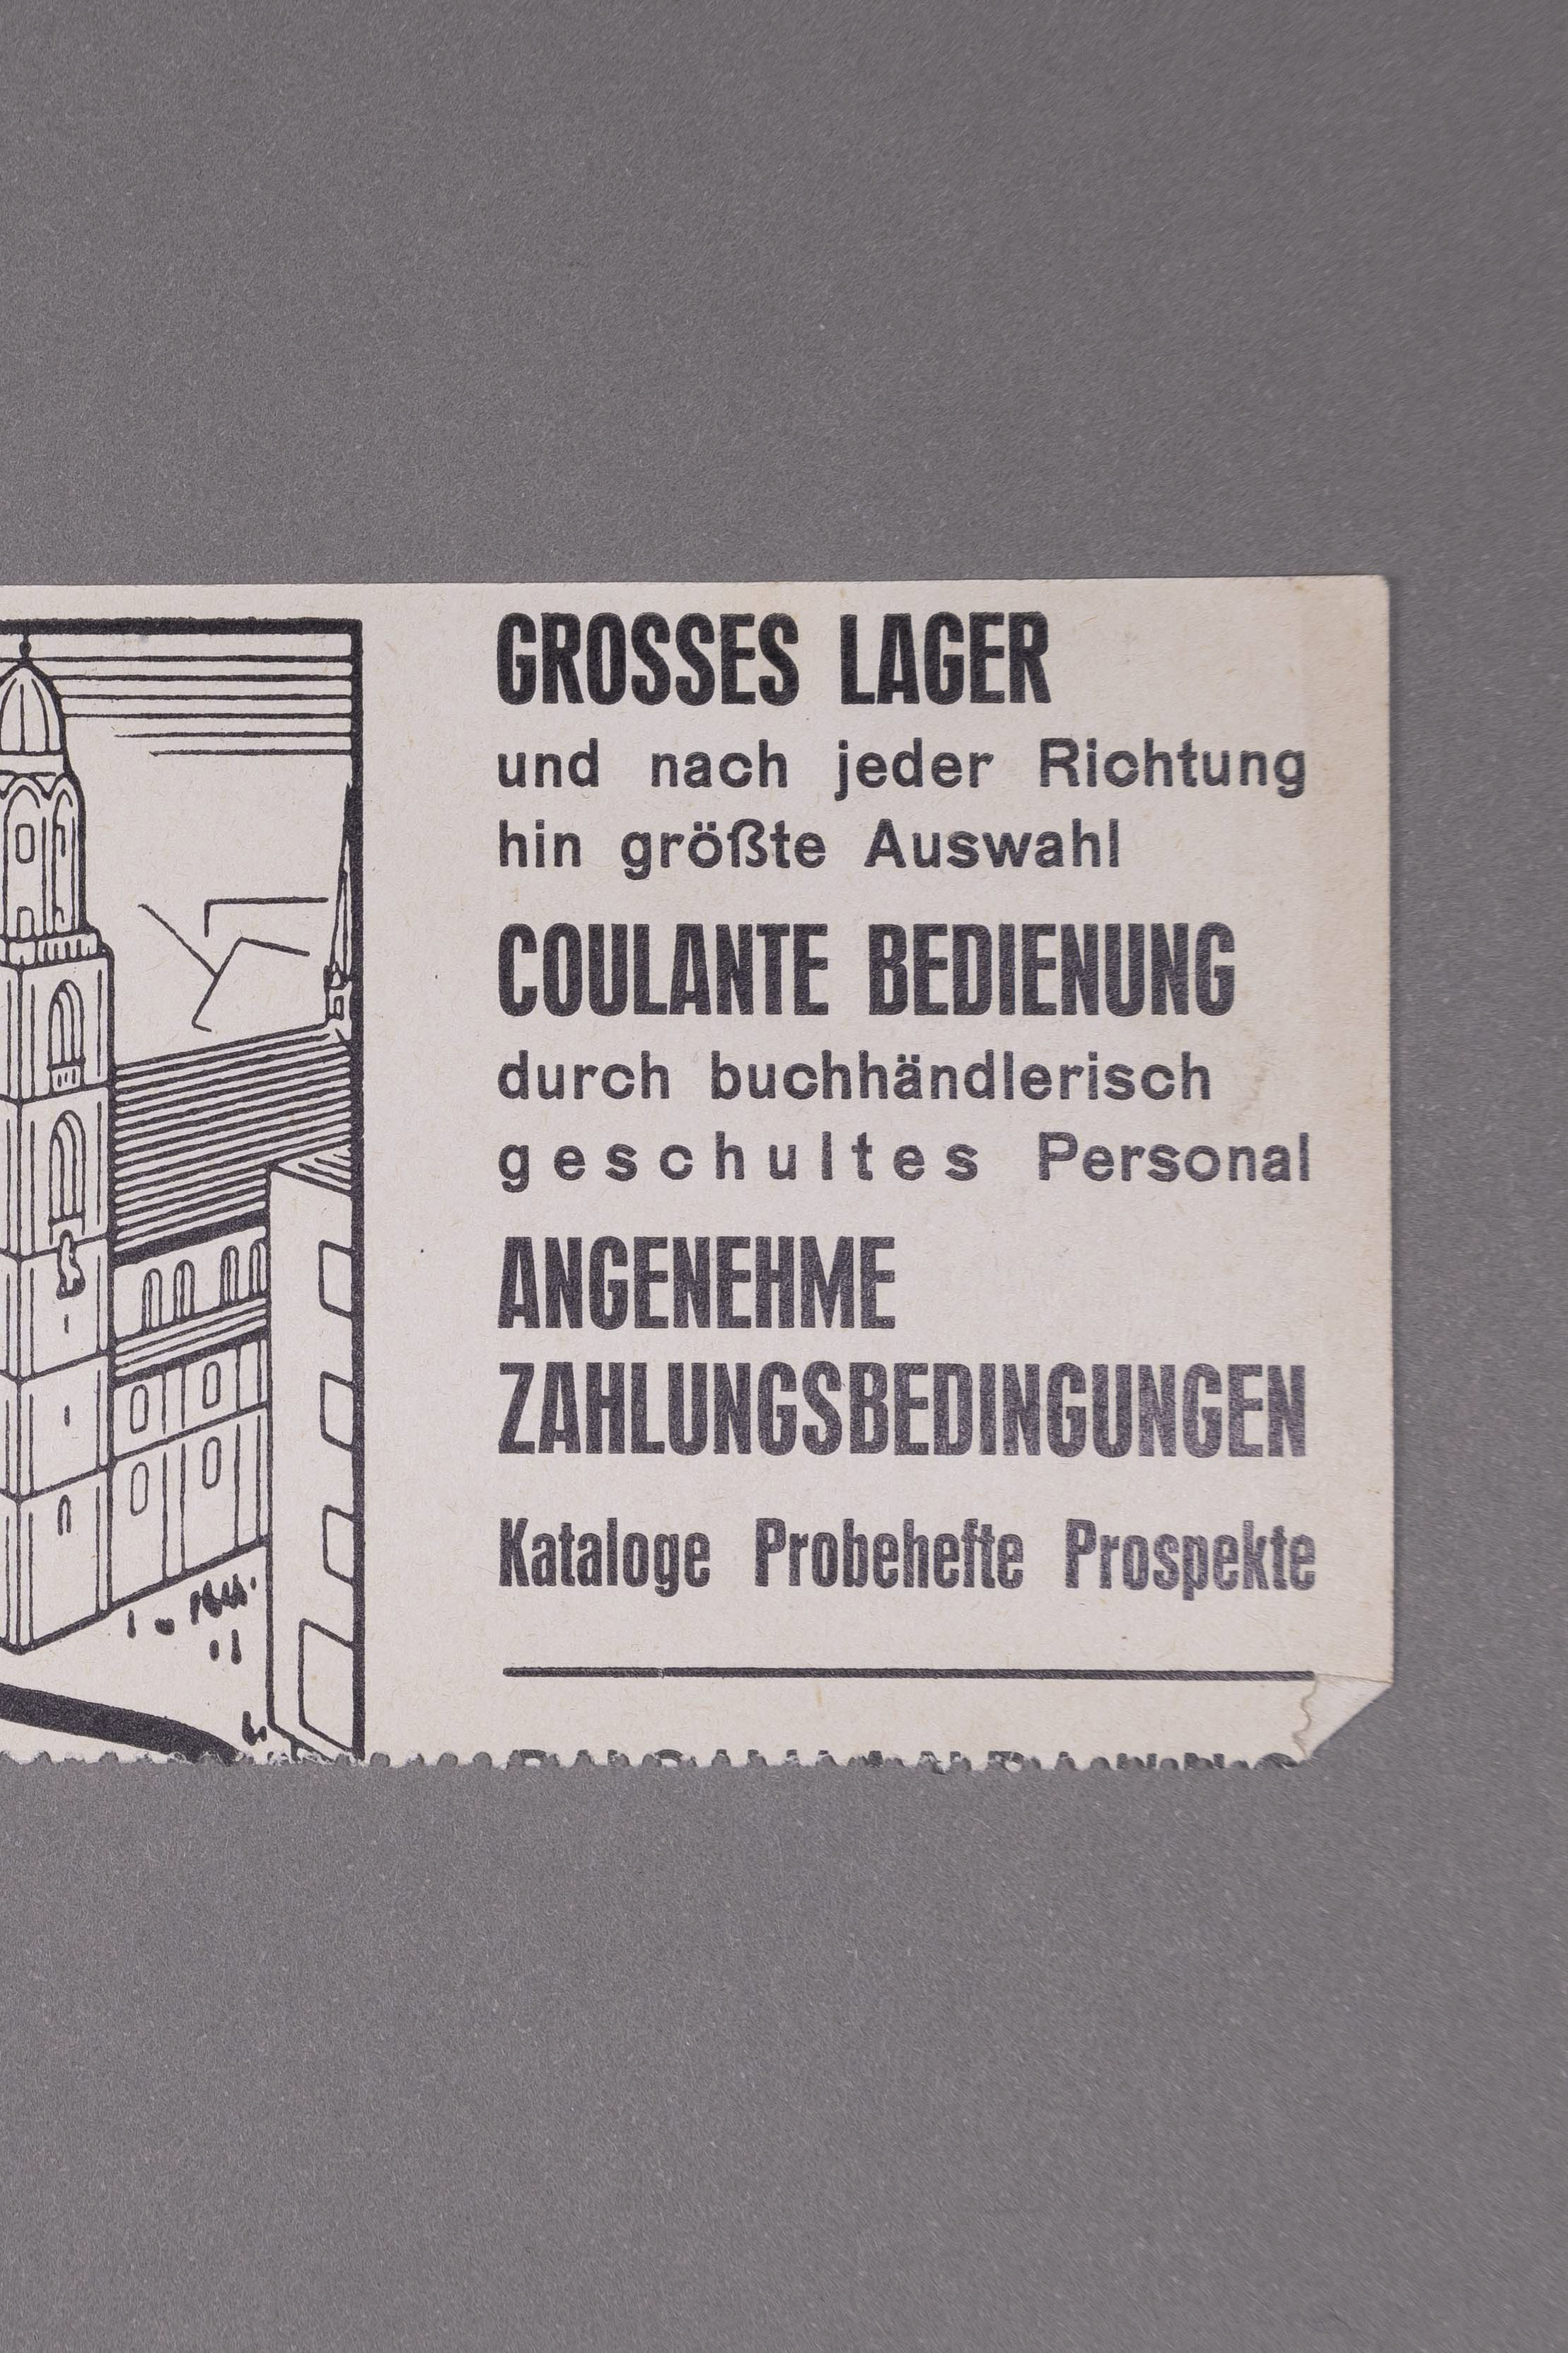 GROSSES LAGER
und nach jeder Richtung
hin größte Auswahl
COULANTE BEDIENUNG
durch buchhändlerisch
geschultes Personal
ANGENEHME
ZAHLUNGSBEDINGUNGEN
Kataloge Probehefte Prospekte